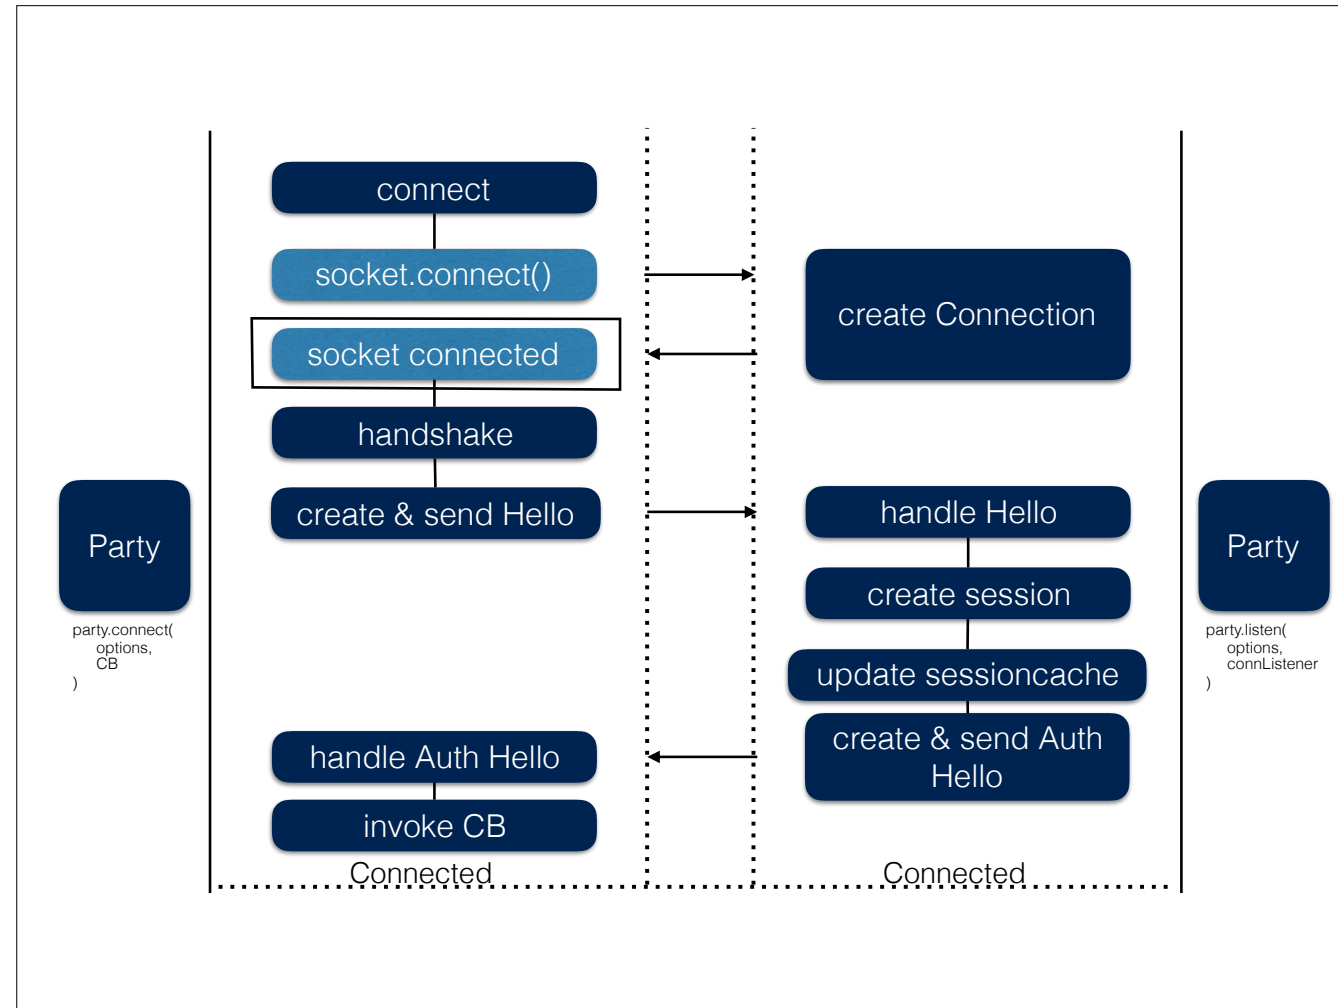 connect
socket.connect()
create Connection
socket connected
handshake
create & send Hello
handle Hello
Party
Party
party.connect(
options,
CB
)
party.listen(
options,
connListener
)
create session
update sessioncache
create & send Auth
Hello
handle Auth Hello
invoke CB
Connected
Connected